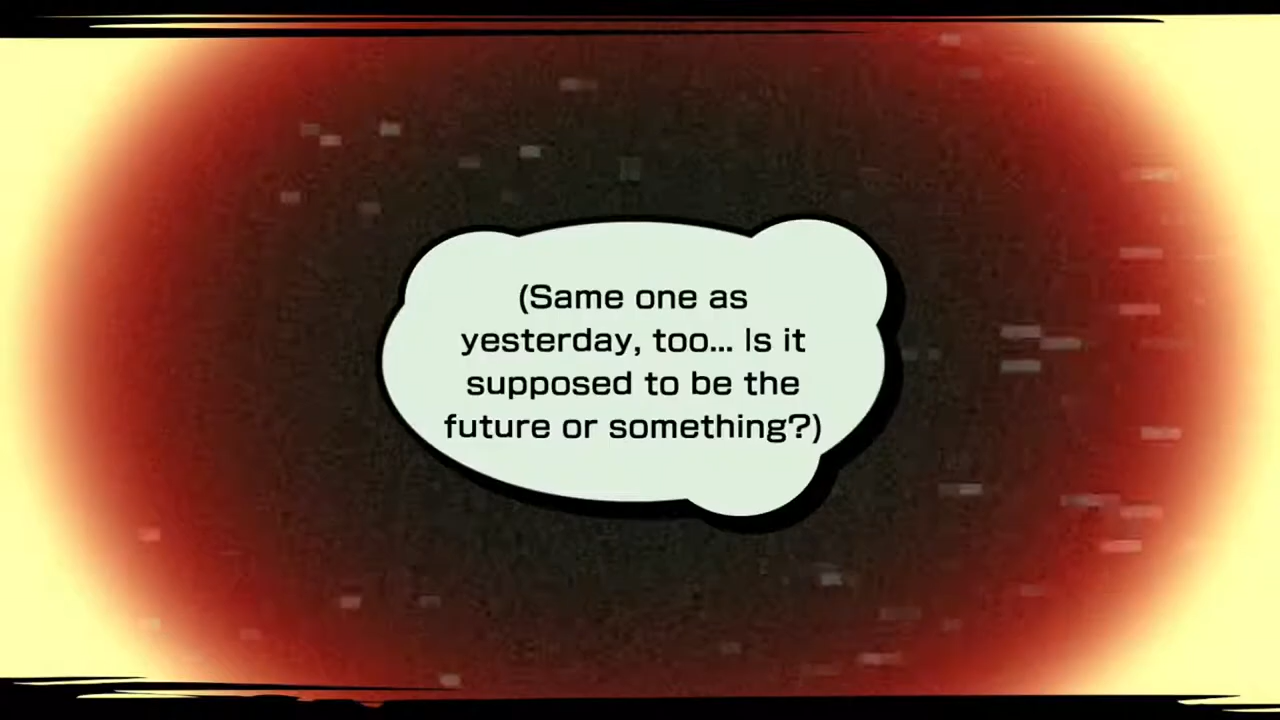 (Same one as
yesterday, too... Is it
supposed to be the
future or something?)